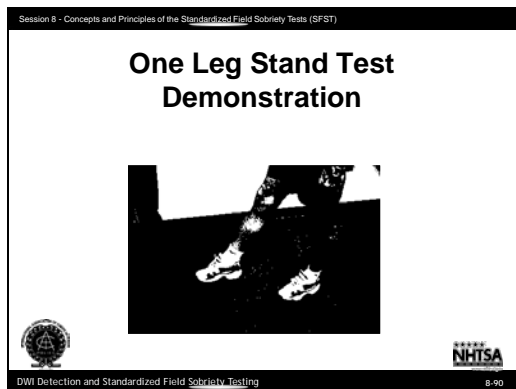 Session 8 - Concepts and Principles of the Standardized Field Sobriety Tests (SFST)
One Leg Stand Test
Demonstration
NHTSA
DWI Detection and Standardized Field Sobriety Testing
8-90